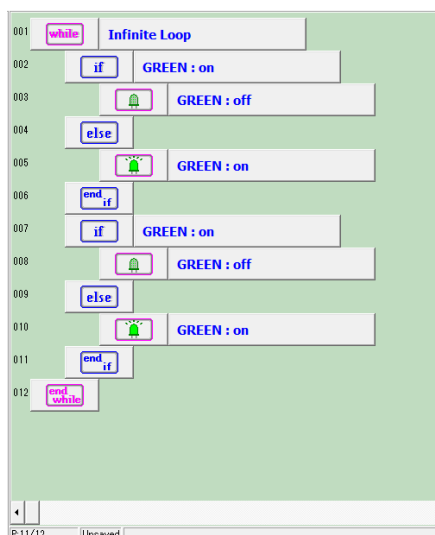 001 while Infinite Loop
002 if GREEN : on
003 GREEN : off
004 else
005 GREEN : on
006 end if
007 if GREEN : on
008 GREEN : off
009 else
010 GREEN : on
011 end if
012 end while
P:11/12 Unsaved